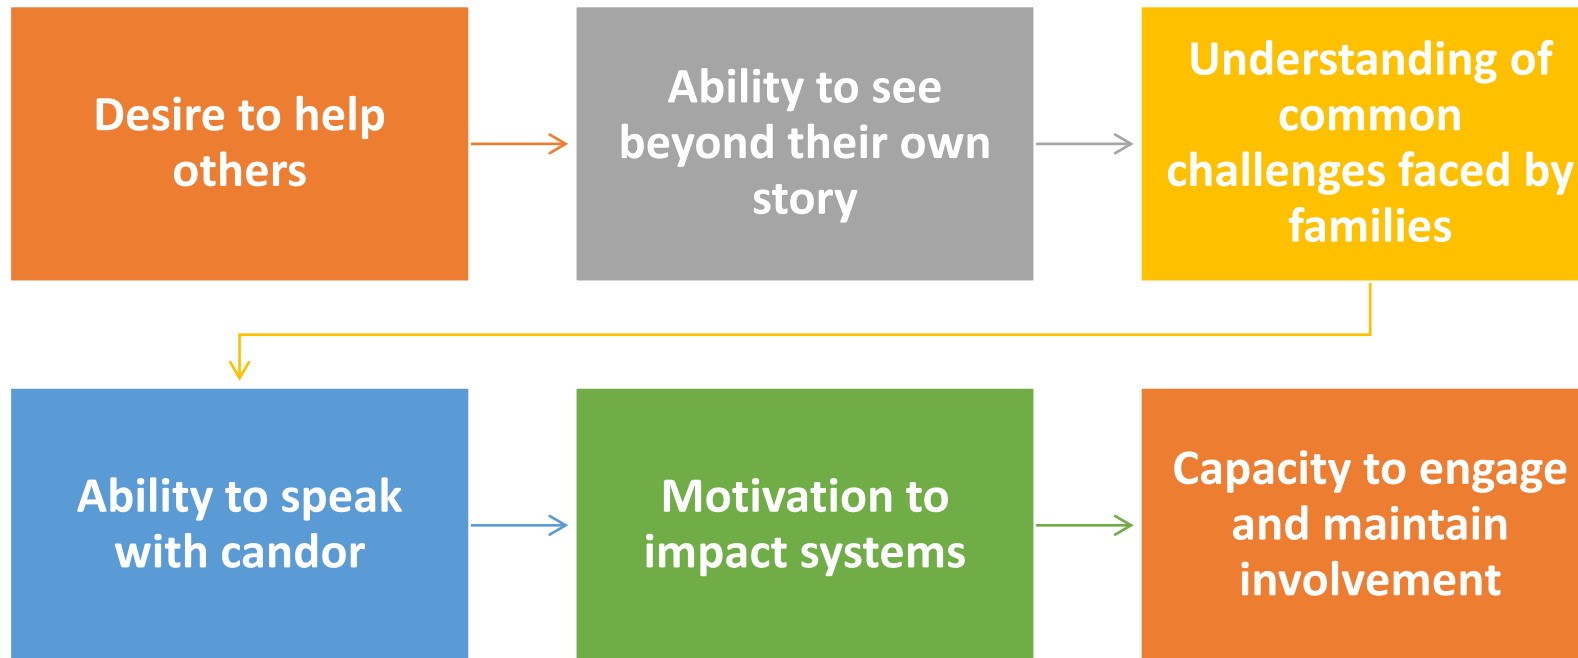 Desire to help
others
Ability to see
beyond their own
story
Understanding of
common
challenges faced by
families
Ability to speak
with candor
Motivation to
impact systems
Capacity to engage
and maintain
involvement